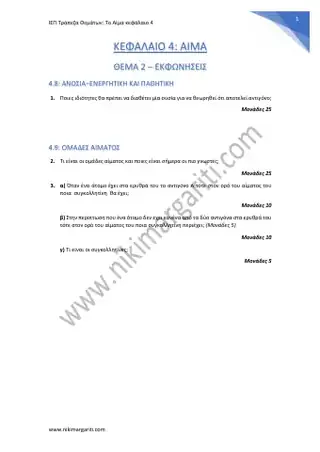 ΙΕΠ Τράπεζα Θεμάτων: Το Αίμα-κεφάλαιο 4
1
ΚΕΦΑΛΑΙΟ 4: ΑΙΜΑ
ΘΕΜΑ 2 – ΕΚΦΩΝΗΣΕΙΣ
4.8: ΑΝΟΣΙΑ-ΕΝΕΡΓΗΤΙΚΗ ΚΑΙ ΠΑΘΗΤΙΚΗ
1. Ποιες ιδιότητες θα πρέπει να διαθέτει μία ουσία για να θεωρηθεί ότι αποτελεί αντιγόνο;
Μονάδες 25
4.9: ΟΜΑΔΕΣ ΑΙΜΑΤΟΣ
2. Τι είναι οι ομάδες αίματος και ποιες είναι σήμερα οι πιο γνωστές;
Μονάδες 25
3. α) Όταν ένα άτομο έχει στα ερυθρά του το αντιγόνο Α τότε στον ορό του αίματος του
ποια συγκολλητίνη θα έχει;
Μονάδες 10
β) Στην περίπτωση που ένα άτομο δεν έχει κανένα από τα δύο αντιγόνα στα ερυθρά του
τότε στον ορό του αίματος του ποια συγκολλητίνη περιέχει; (Μονάδες 5)
Μονάδες 10
γ) Τι είναι οι συγκολλητίνες;
Μονάδες 5
www.nikimargariti.com
www.nikimargariti.com